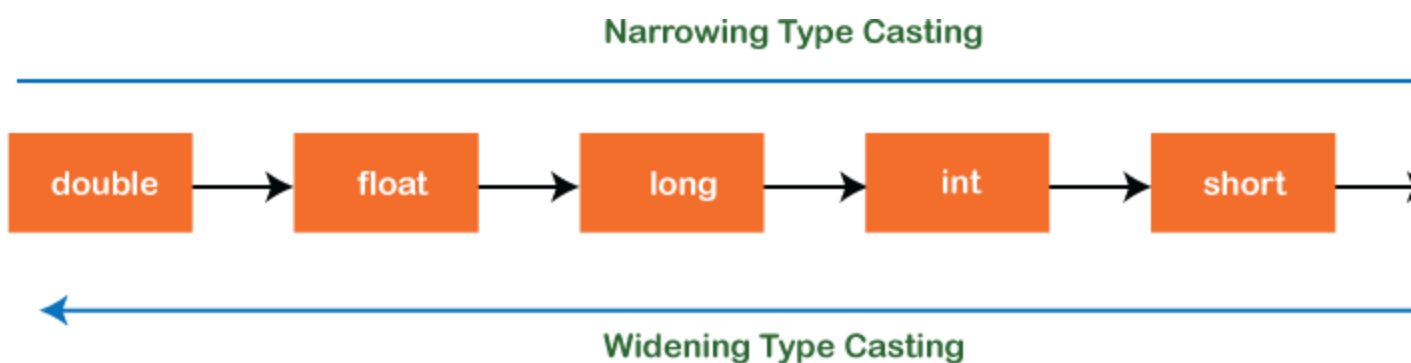 Narrowing Type Casting
double float long int short
Widening Type Casting